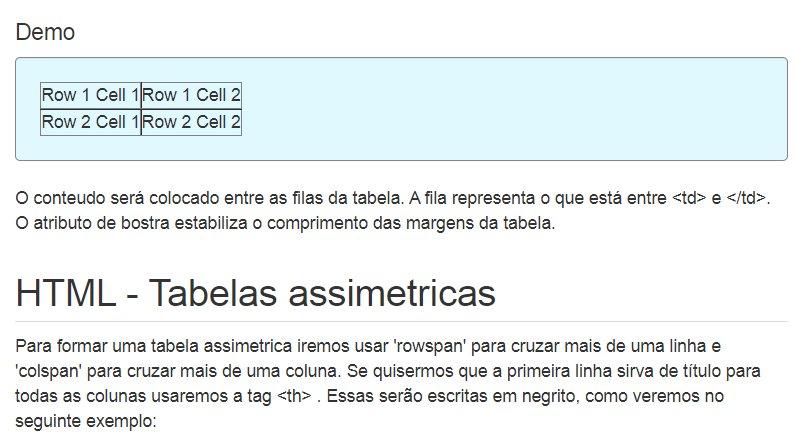 Demo
Row 1 Cell 1 Row 1 Cell 2
Row 2 Cell 1 Row 2 Cell 2
O conteudo será colocado entre as filas da tabela. A fila representa o que está entre <td> e </td>.
O atributo de bostra estabiliza o comprimento das margens da tabela.
HTML - Tabelas assimetricas
Para formar uma tabela assimetrica iremos usar 'rowspan' para cruzar mais de uma linha e
'colspan' para cruzar mais de uma coluna. Se quisermos que a primeira linha sirva de título para
todas as colunas usaremos a tag <th> . Essas serão escritas em negrito, como veremos no
seguinte exemplo: